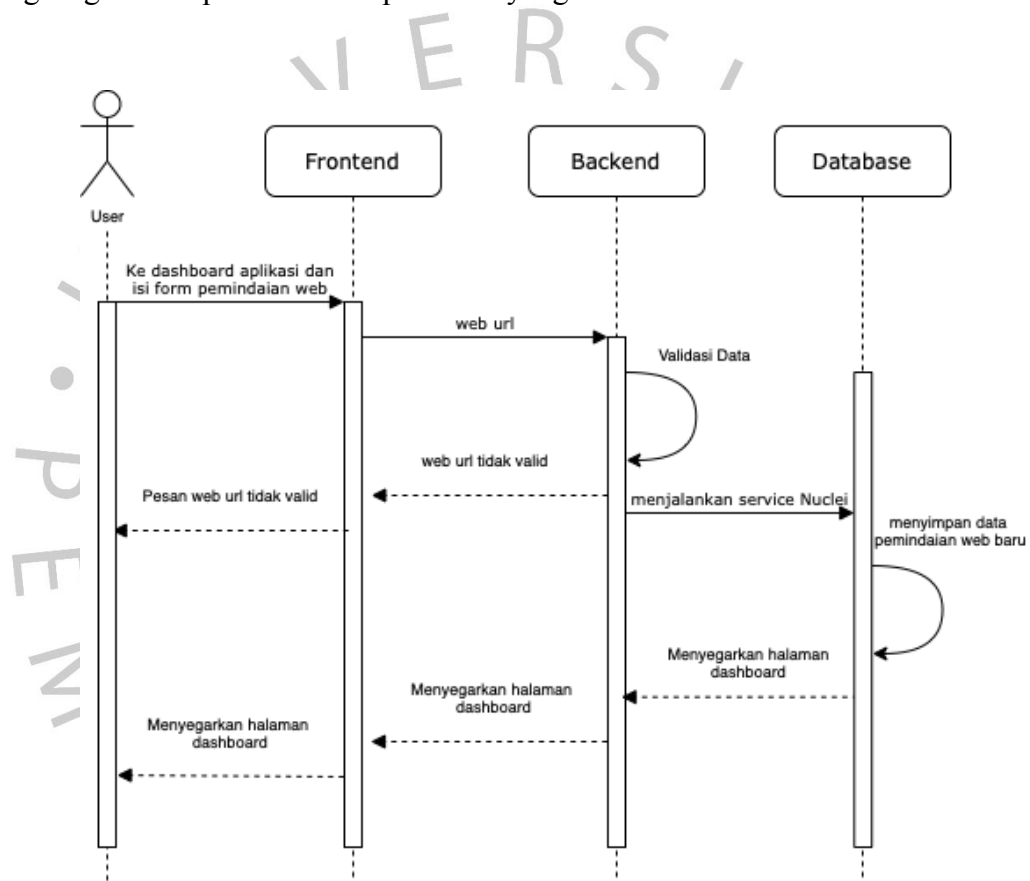 V E R S
Frontend
Backend
Database
User
Ke dashboard aplikasi dan
isi form pemindaian web
web url
Validasi Data
web url tidak valid
Pesan web url tidak valid
menjalankan service Nuclei
menyimpan data
pemindaian web baru
Menyegarkan halaman
dashboard
Menyegarkan halaman
dashboard
Menyegarkan halaman
dashboard